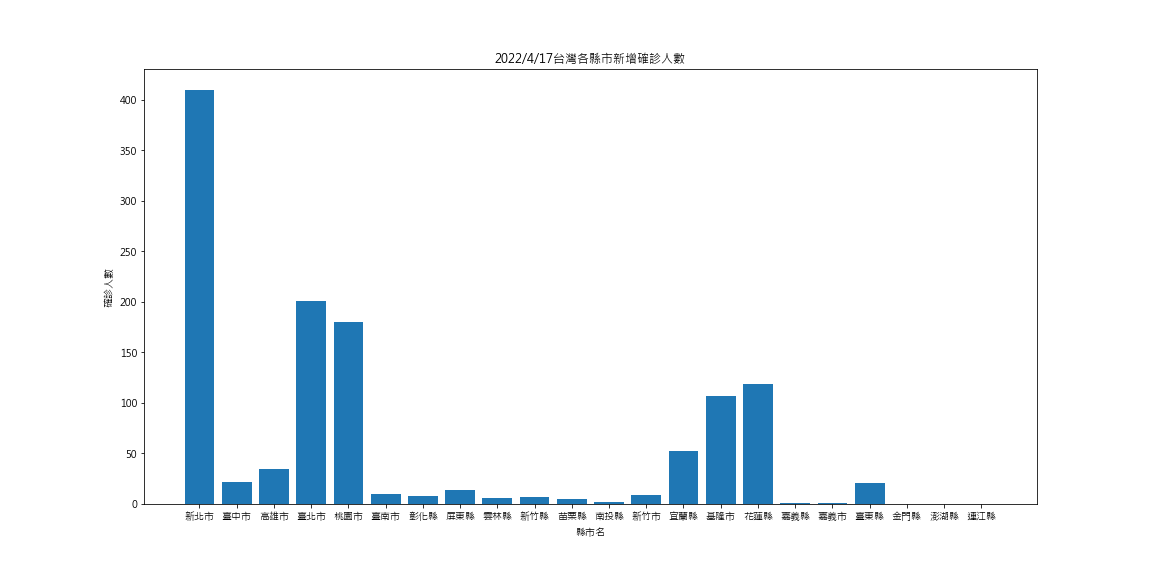 2022/4/17台灣各縣市新增確診人數
400
350
300
250
200
150
100
50
0
確診人數
新北市 臺中市 高雄市 臺北市 桃園市 臺南市 彰化縣 屏東縣 雲林縣 新竹縣 苗栗縣 南投縣 新竹市 宜蘭縣 基隆市 花蓮縣 嘉義縣 嘉義市 臺東縣 金門縣 澎湖縣 連江縣
縣市名